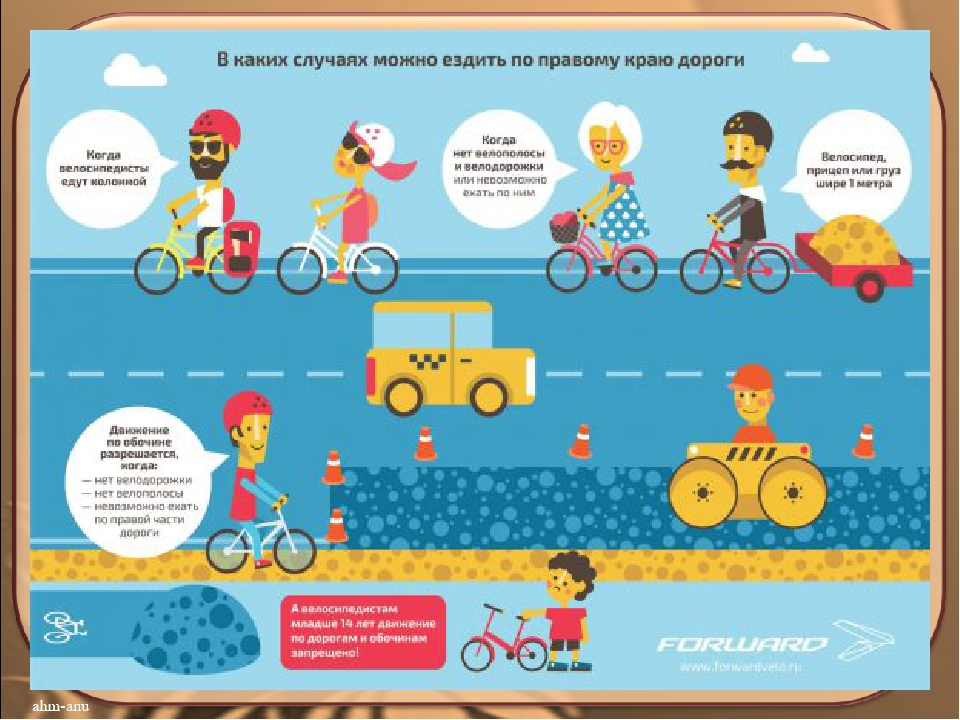 В каких случаях можно ездить по правому краю дороги
Когда
велосипедисты
едут колонной
Когда
нет велополосы
и велодорожки
или невозможно
ехать по ним
Велосипед,
прицеп или груз
шире 1 метра
Движение
по обочине
разрешается,
когда:
— нет велодорожки
— нет велополосы
— невозможно ехать
по правой части
дороги
А велосипедистам
младше 14 лет движение
по дорогам и обочинам
запрещено!
FORWARD
www.forwardvelo.ru
ahm-anu